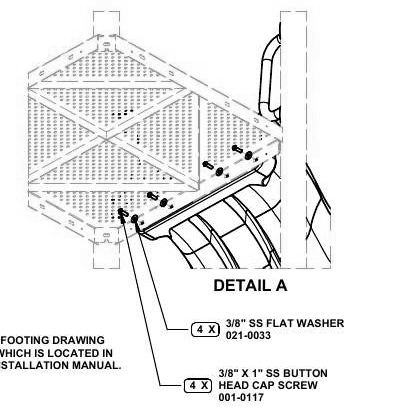 DETAIL A
4 X
3/8" SS FLAT WASHER
021-0033
FOOTING DRAWING
WHICH IS LOCATED IN
MANUAL.
4 X
3/8" X 1" SS BUTTON
HEAD CAP SCREW
001-0117